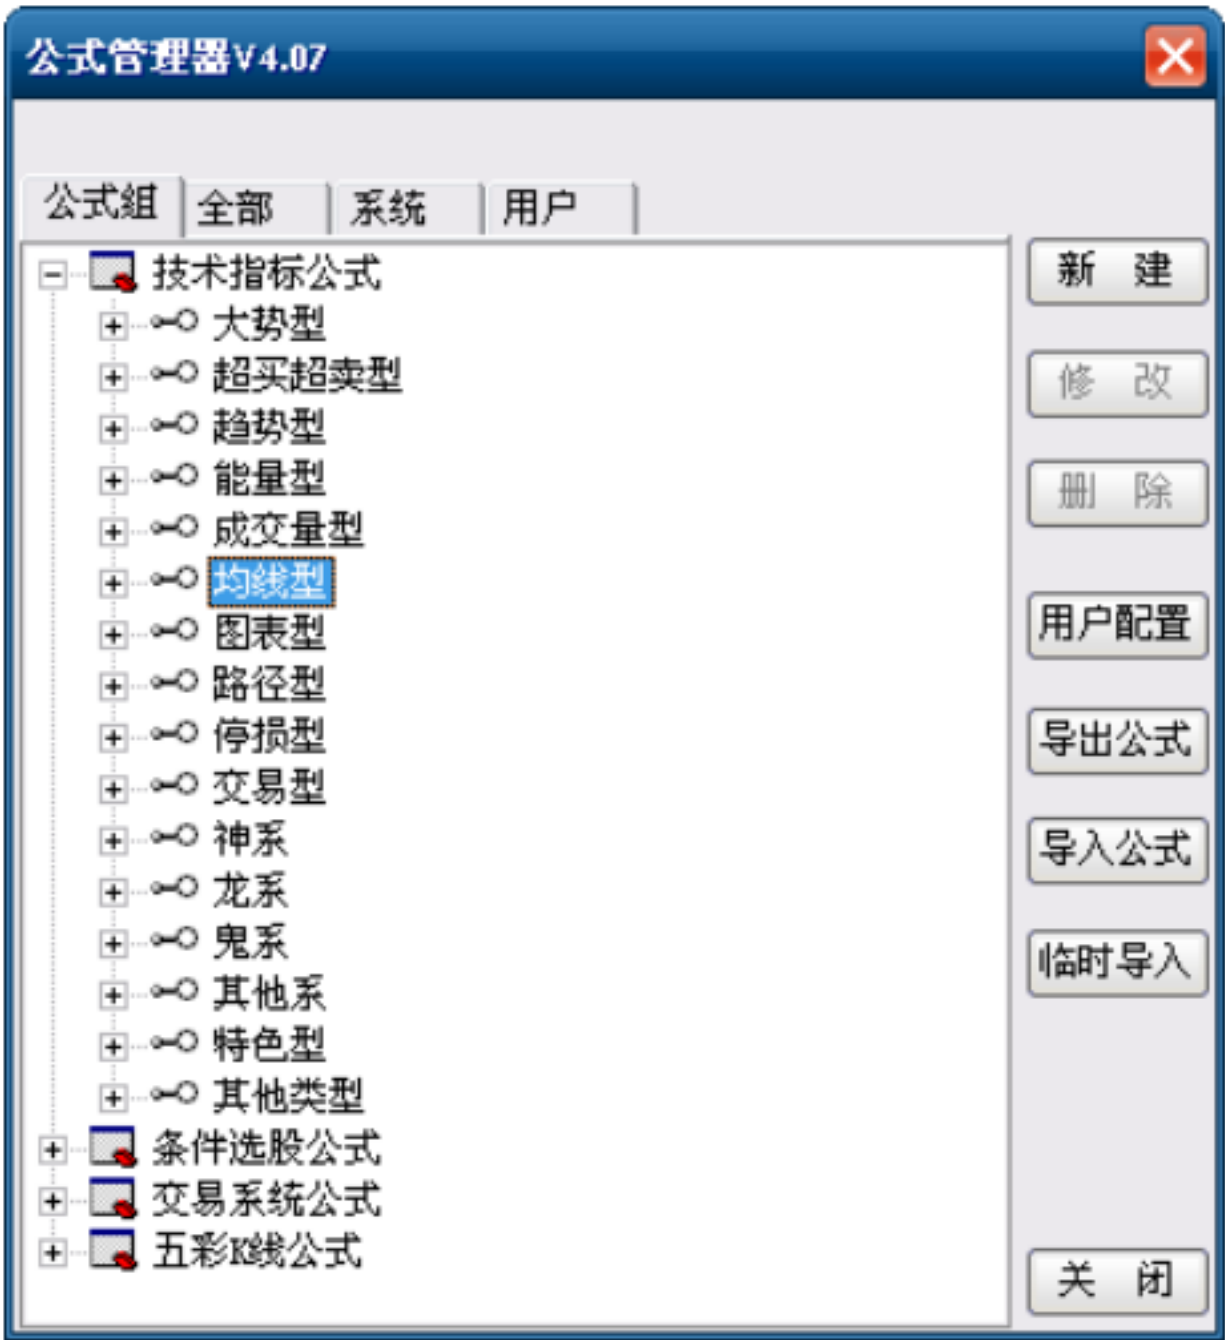 公式管理器V4.07
公式组 全部 系统 用户
技术指标公式
大势型
超买超卖型
趋势型
能量型
成交量型
均线型
图表型
路径型
停损型
交易型
神系
龙系
鬼系
其他系
特色型
其他类型
条件选股公式
交易系统公式
五彩K线公式
新 建
修 改
删 除
用户配置
导出公式
导入公式
临时导入
关 闭